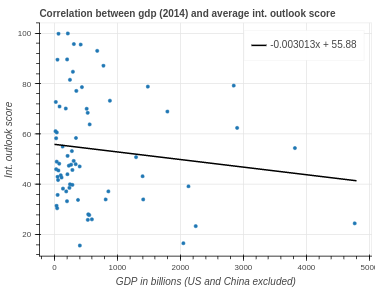 Correlation between gdp (2014) and average int. outlook score
-0.003013x + 55.88
100
80
60
40
20
0
1000
2000
3000
4000
5000
Int. outlook score
GDP in billions (US and China excluded)